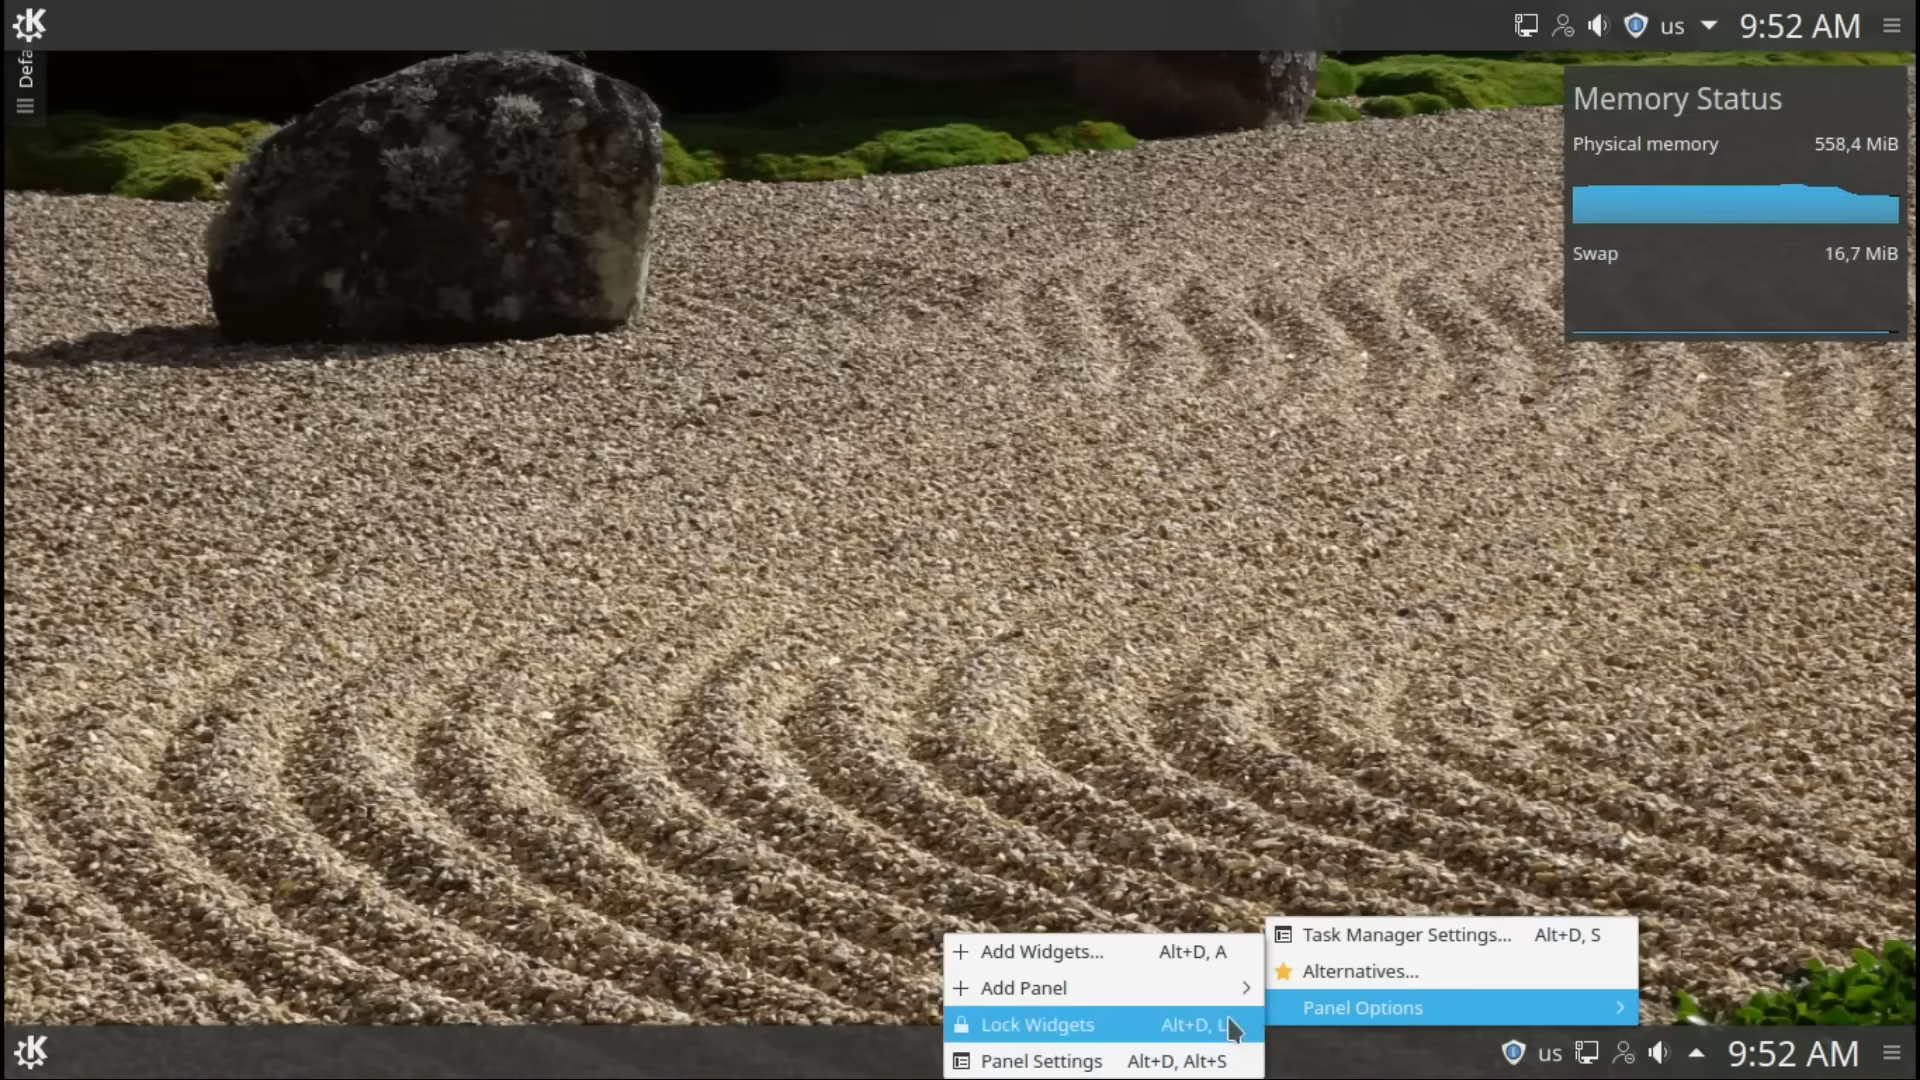 us
9:52 AM
Defa
Memory Status
Physical memory 558,4 MiB
Swap 16,7 MiB
Task Manager Settings... Alt+D, S
Alternatives...
Panel Options
Add Widgets... Alt+D, A
Add Panel
Lock Widgets Alt+D, L
Panel Settings Alt+D, Alt+S
us
9:52 AM